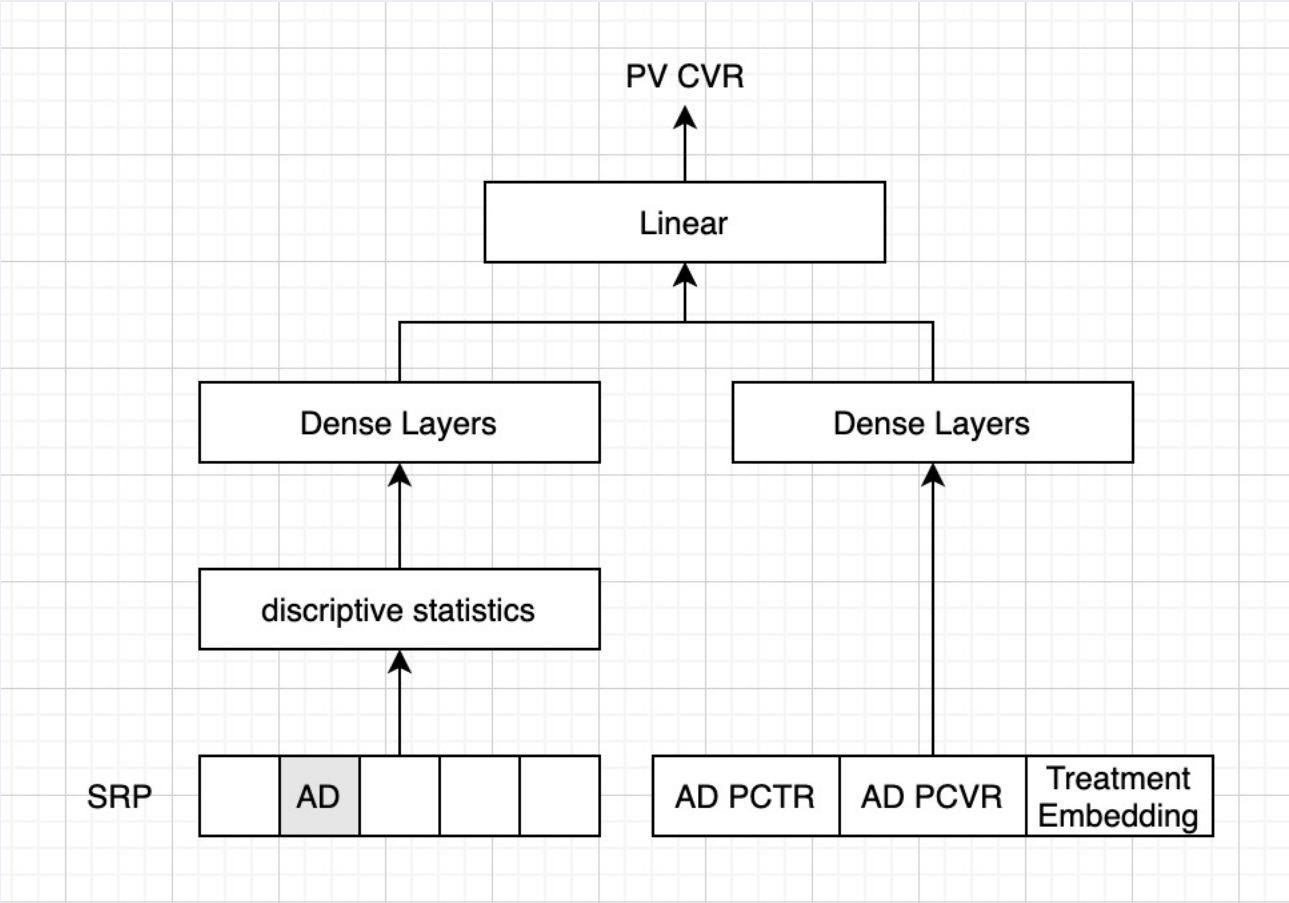 PV CVR
Linear
Dense Layers
Dense Layers
discriptive statistics
SRP
AD
AD PCTR
AD PCVR
Treatment
Embedding